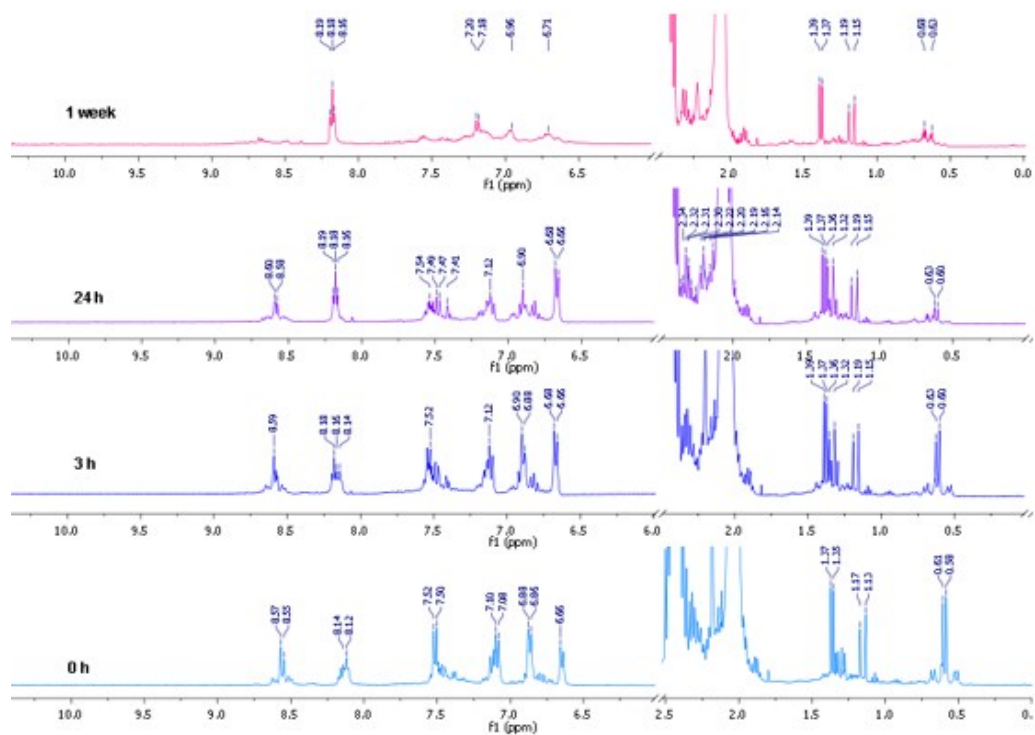 8.19 8.18 8.16 7.20 7.18 6.96 6.71 1.39 1.37 1.19 1.15 0.68 0.63
1 week
10.0 9.5 9.0 8.5 8.0 7.5 7.0 6.5 2.0 1.5 1.0 0.5 0.0
f1 (ppm)
8.60 8.58 8.19 8.18 8.16 7.54 7.49 7.47 7.41 7.12 6.90 6.68 6.66 2.34 2.32 2.31 2.30 2.22 2.20 2.19 2.16 2.14 1.39 1.37 1.36 1.32 1.19 1.15 0.63 0.60
24 h
10.0 9.5 9.0 8.5 8.0 7.5 7.0 6.5 2.0 1.5 1.0 0.5
f1 (ppm)
8.59 8.18 8.16 8.14 7.52 7.12 6.90 6.88 6.68 6.66 1.39 1.37 1.36 1.32 1.19 1.15 0.63 0.60
3 h
10.0 9.5 9.0 8.5 8.0 7.5 7.0 6.5 6.0 2.0 1.5 1.0 0.5
f1 (ppm)
8.57 8.55 8.14 8.12 7.52 7.50 7.10 7.08 6.88 6.86 6.66 1.37 1.35 1.17 1.13 0.61 0.58
0 h
10.0 9.5 9.0 8.5 8.0 7.5 7.0 6.5 2.5 2.0 1.5 1.0 0.5 0.
f1 (ppm)